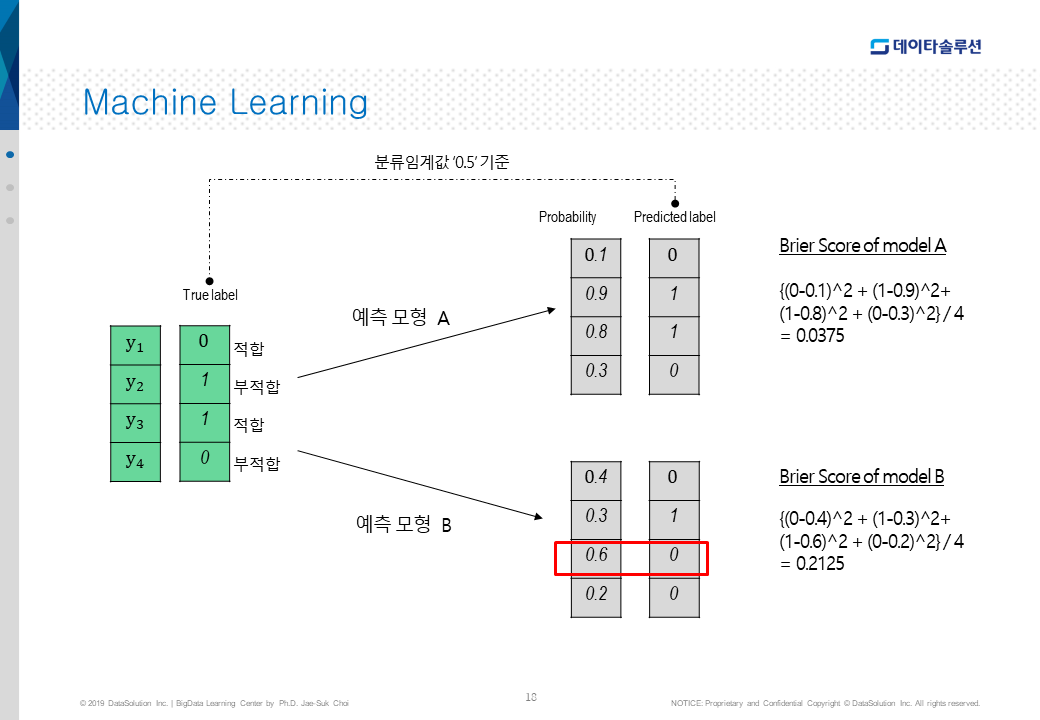 데이타솔루션
Machine Learning
분류임계값 ‘0.5’ 기준
Probability Predicted label
True label
y₁ 0 적합
y₂ 1 부적합
y₃ 1 적합
y₄ 0 부적합
예측 모형 A
0.1 0
0.9 1
0.8 1
0.3 0
Brier Score of model A
{(0-0.1)^2 + (1-0.9)^2+
(1-0.8)^2 + (0-0.3)^2} / 4
= 0.0375
예측 모형 B
0.4 0
0.3 1
0.6 0
0.2 0
Brier Score of model B
{(0-0.4)^2 + (1-0.3)^2+
(1-0.6)^2 + (0-0.2)^2} / 4
= 0.2125
© 2019 DataSolution Inc. | BigData Learning Center by Ph.D. Jae-Suk Choi
18
NOTICE: Proprietary and Confidential Copyright © DataSolution Inc. All rights reserved.